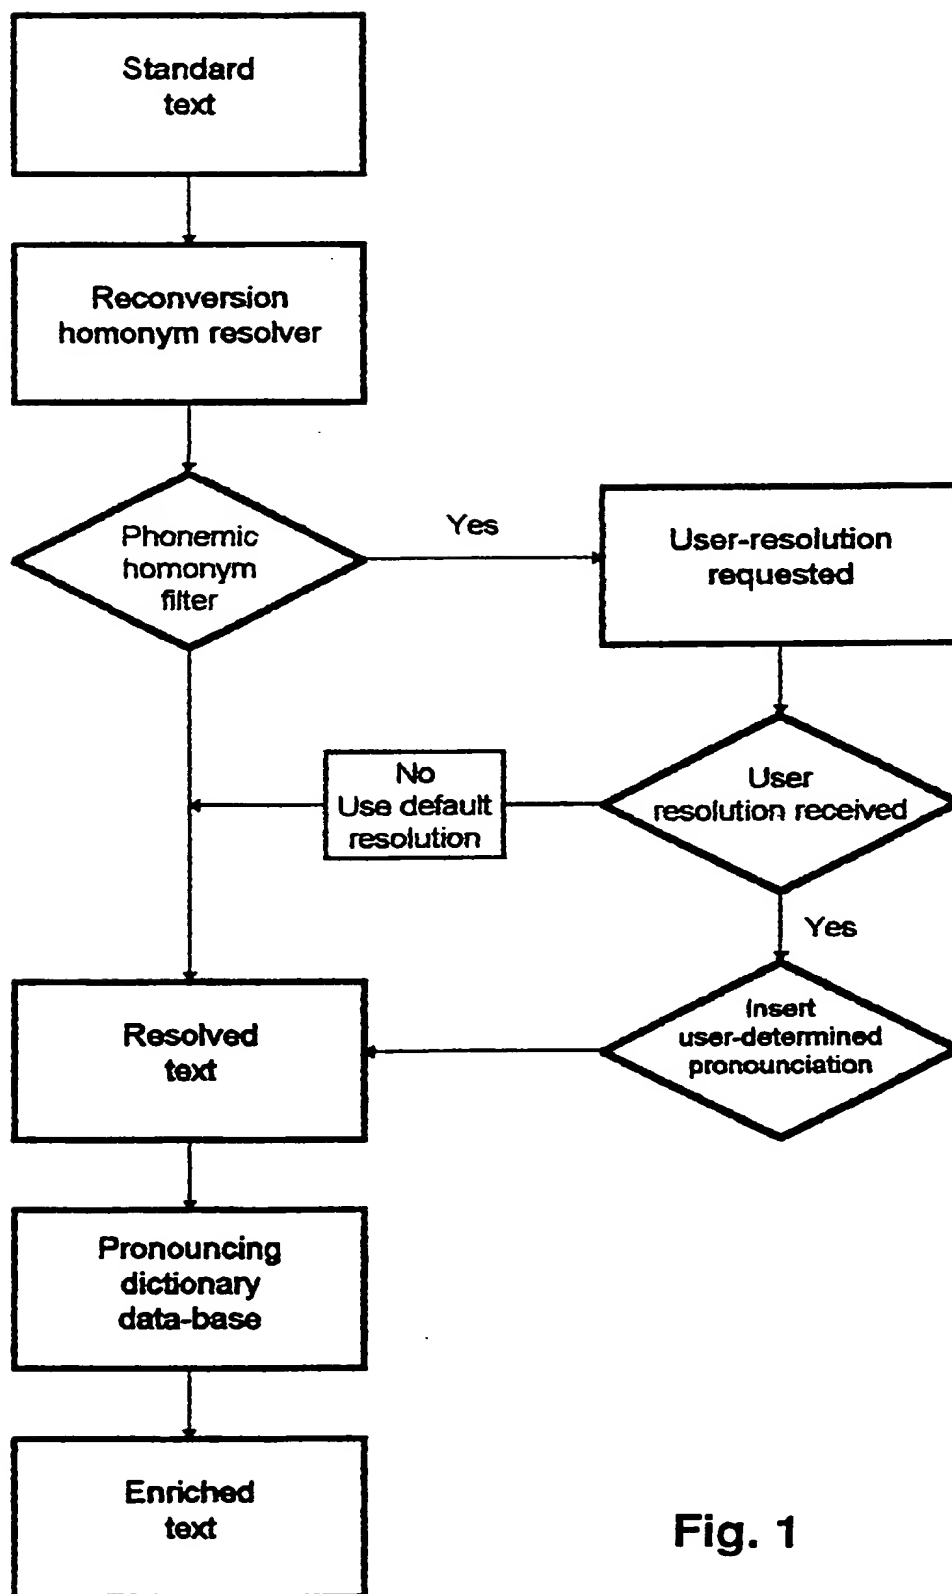 Standard
text
Reconversion
homonym resolver
Phonemic
homonym
filter
Yes
User-resolution
requested
No
Use default
resolution
User
resolution received
Yes
Resolved
text
Insert
user-determined
pronounciation
Pronouncing
dictionary
data-base
Enriched
text
Fig. 1